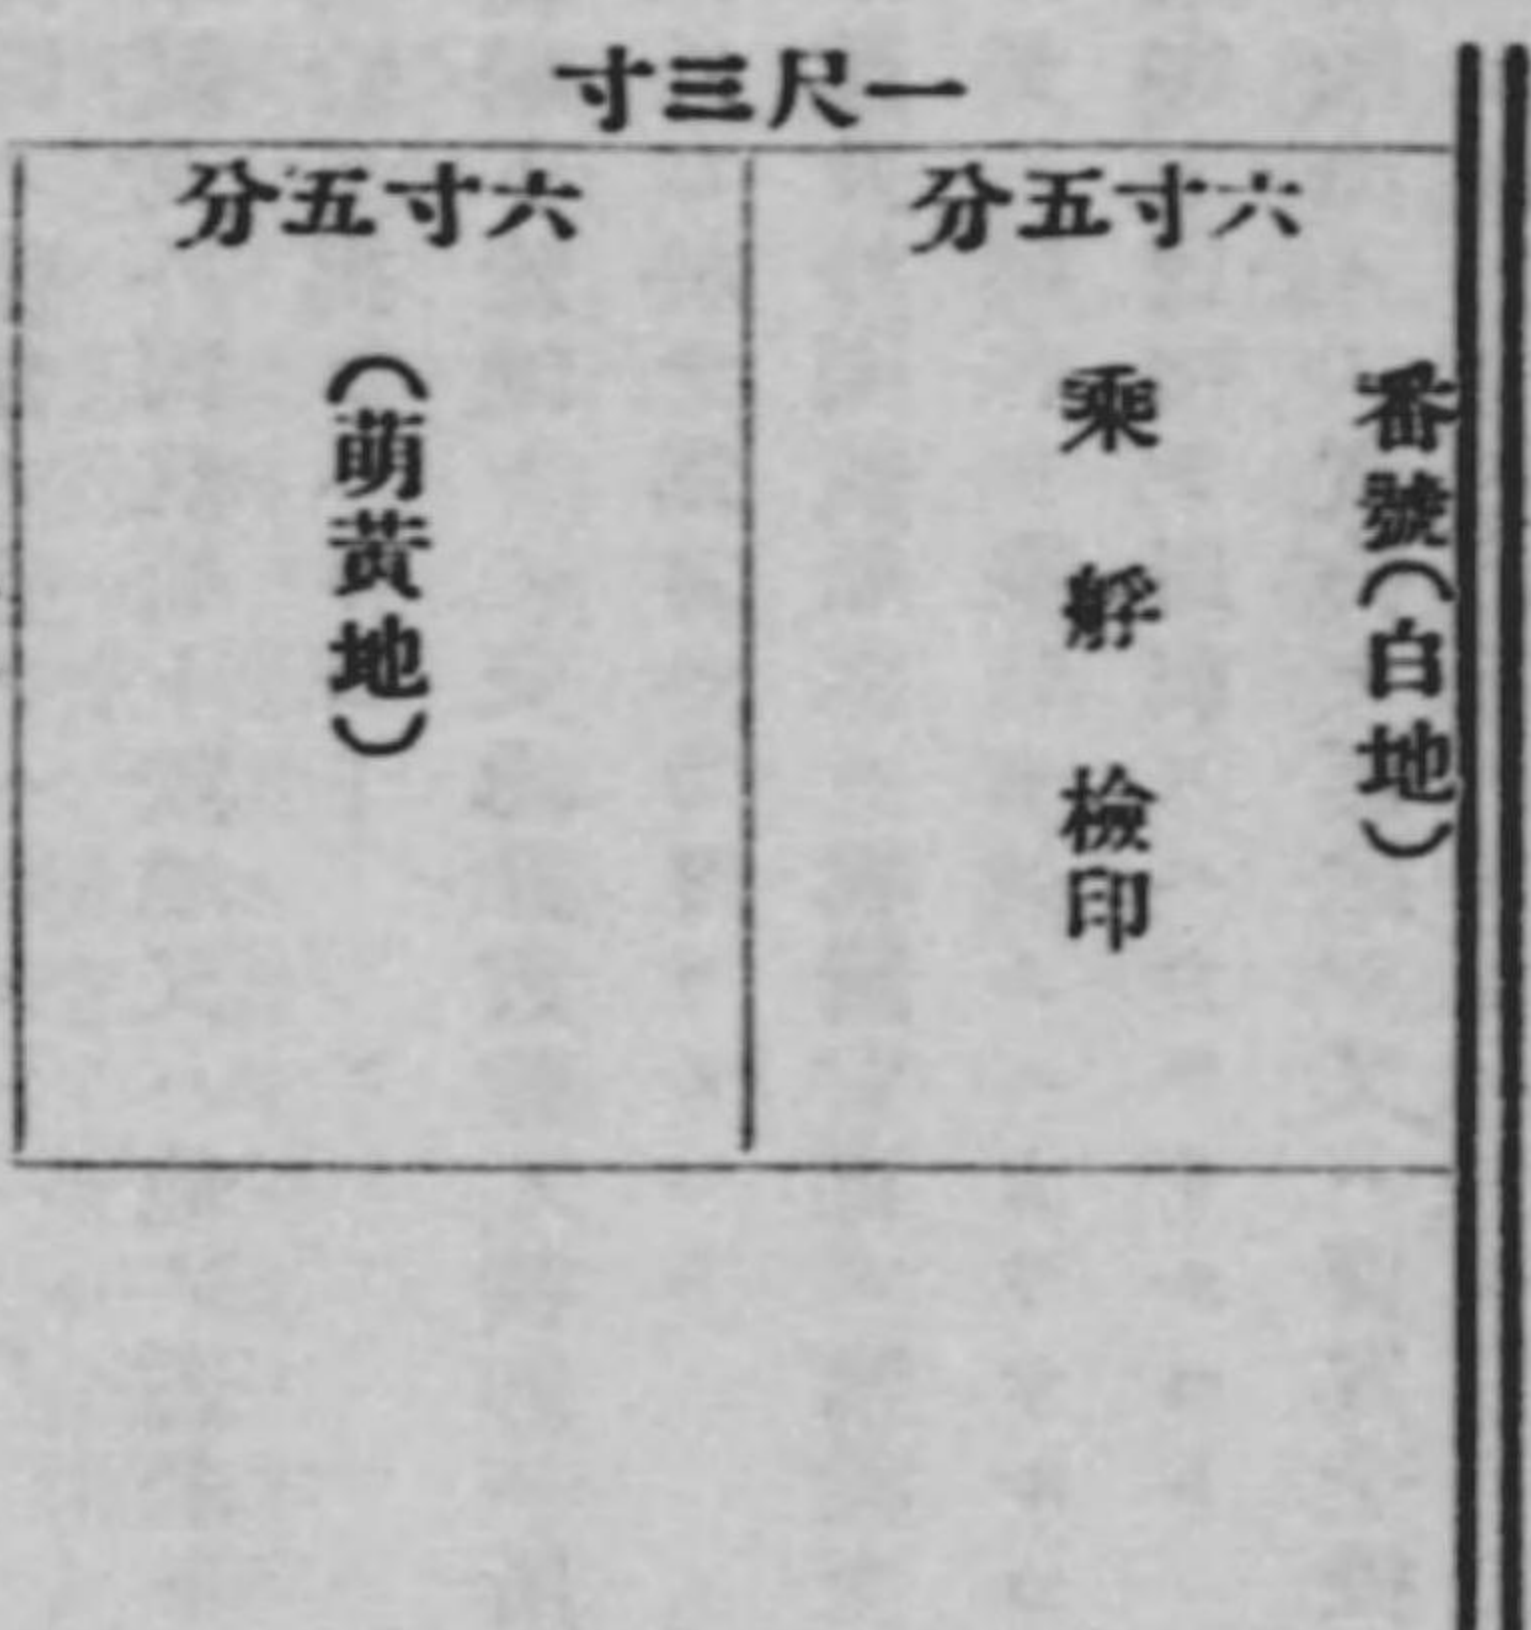 一尺三寸
六寸五分
番號（白地）
乘艀檢印
六寸五分
（萌黃地）